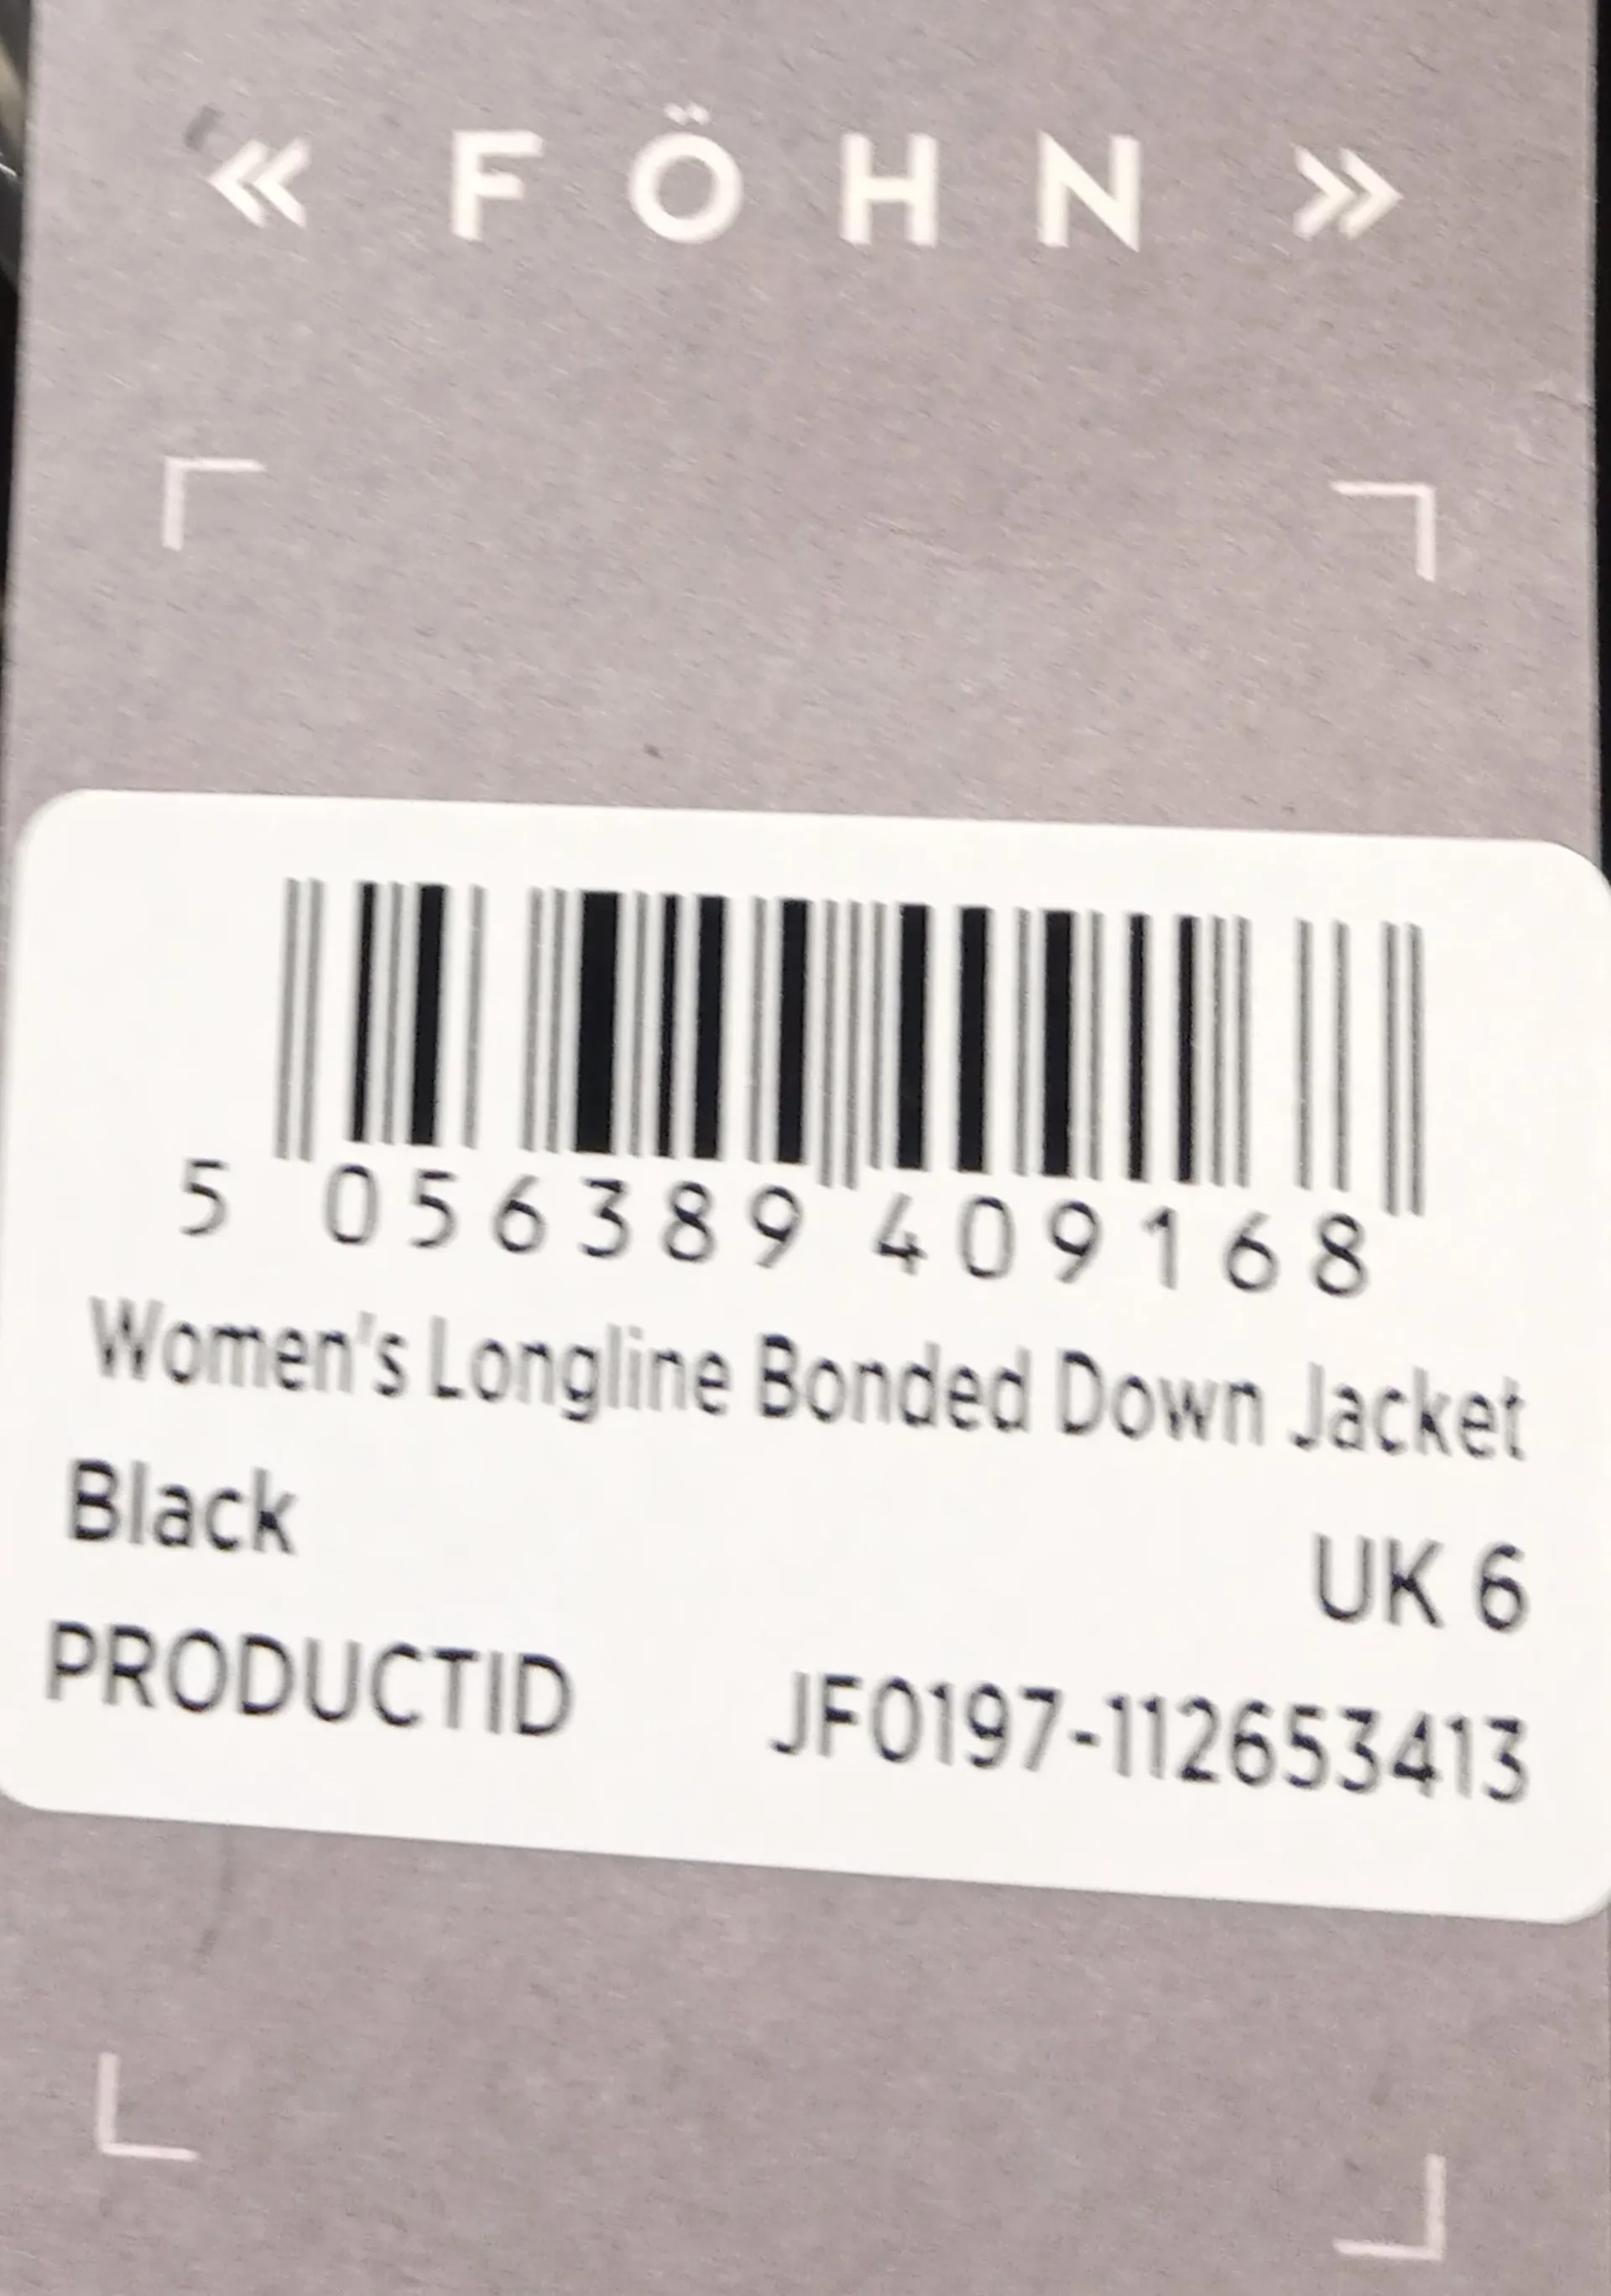 « FÖHN »
5 056389 409168
Women's Longline Bonded Down Jacket
Black UK 6
PRODUCTID JF0197-112653413